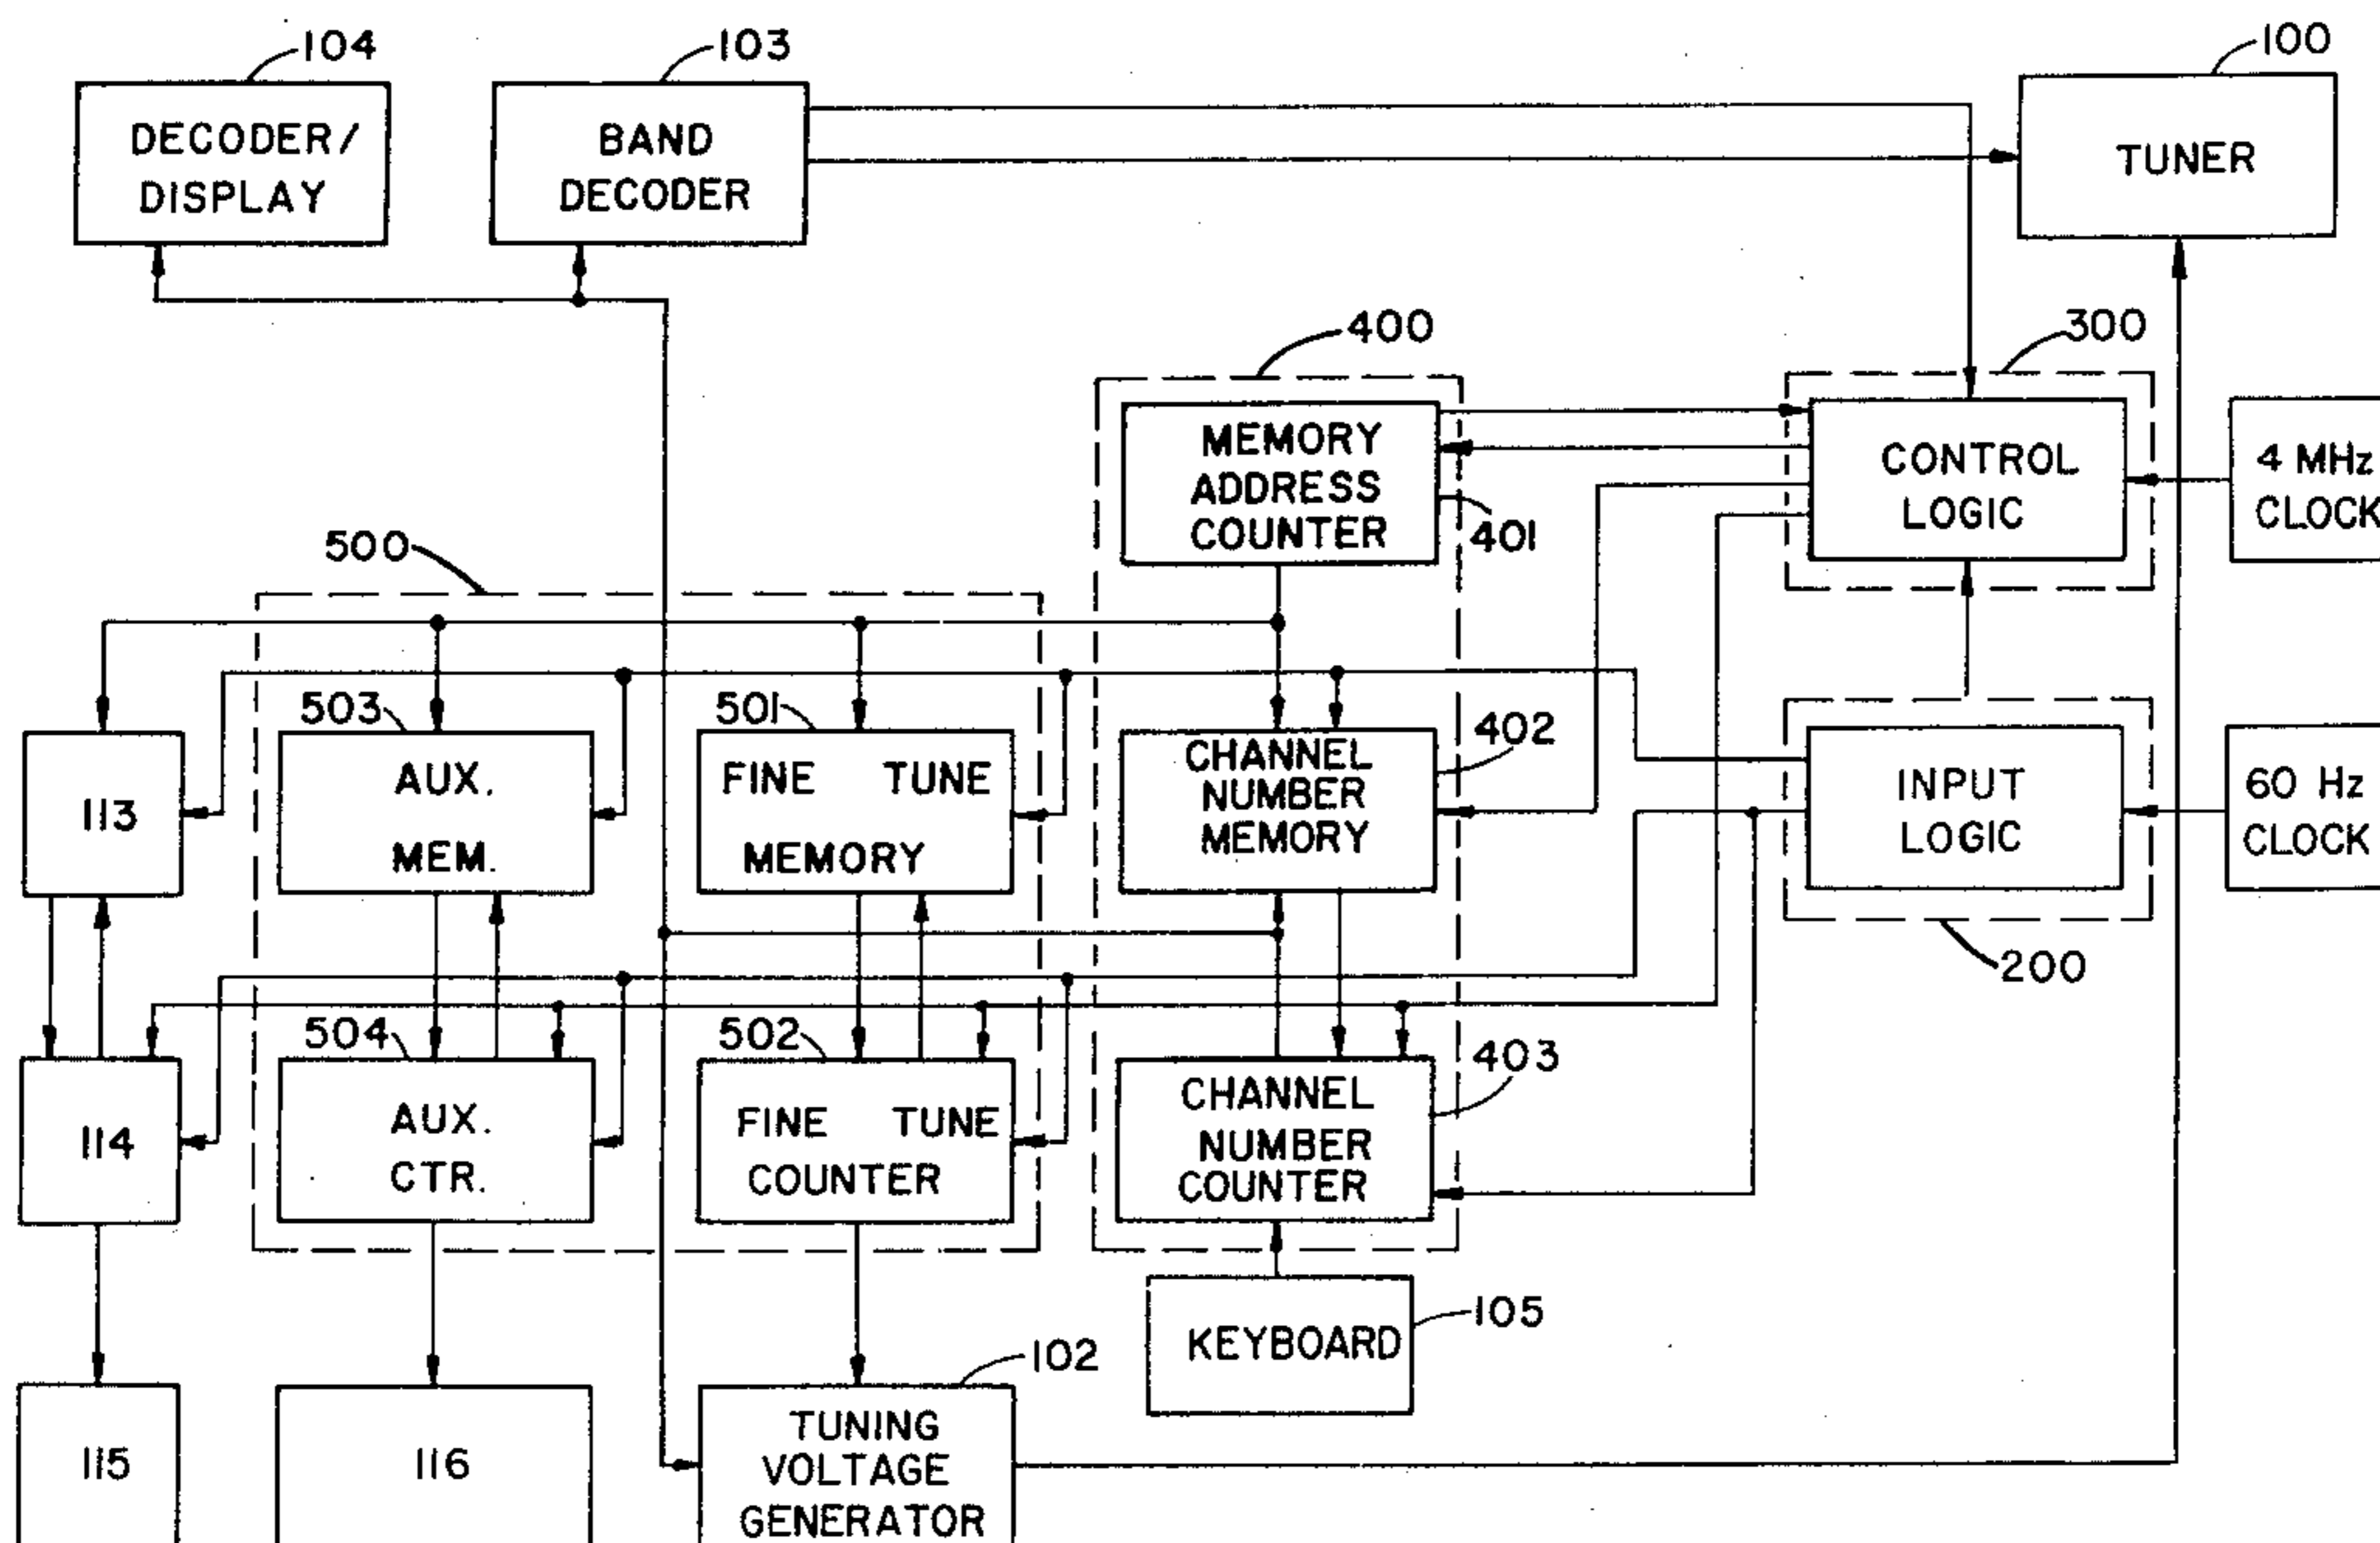 104
103
100
DECODER/
DISPLAY
BAND
DECODER
TUNER
400
300
MEMORY
ADDRESS
COUNTER
401
CONTROL
LOGIC
4 MHz
CLOCK
500
503
501
402
113
AUX.
MEM.
FINE TUNE
MEMORY
CHANNEL
NUMBER
MEMORY
INPUT
LOGIC
60 Hz
CLOCK
200
504
502
403
114
AUX.
CTR.
FINE TUNE
COUNTER
CHANNEL
NUMBER
COUNTER
105
KEYBOARD
102
115
116
TUNING
VOLTAGE
GENERATOR